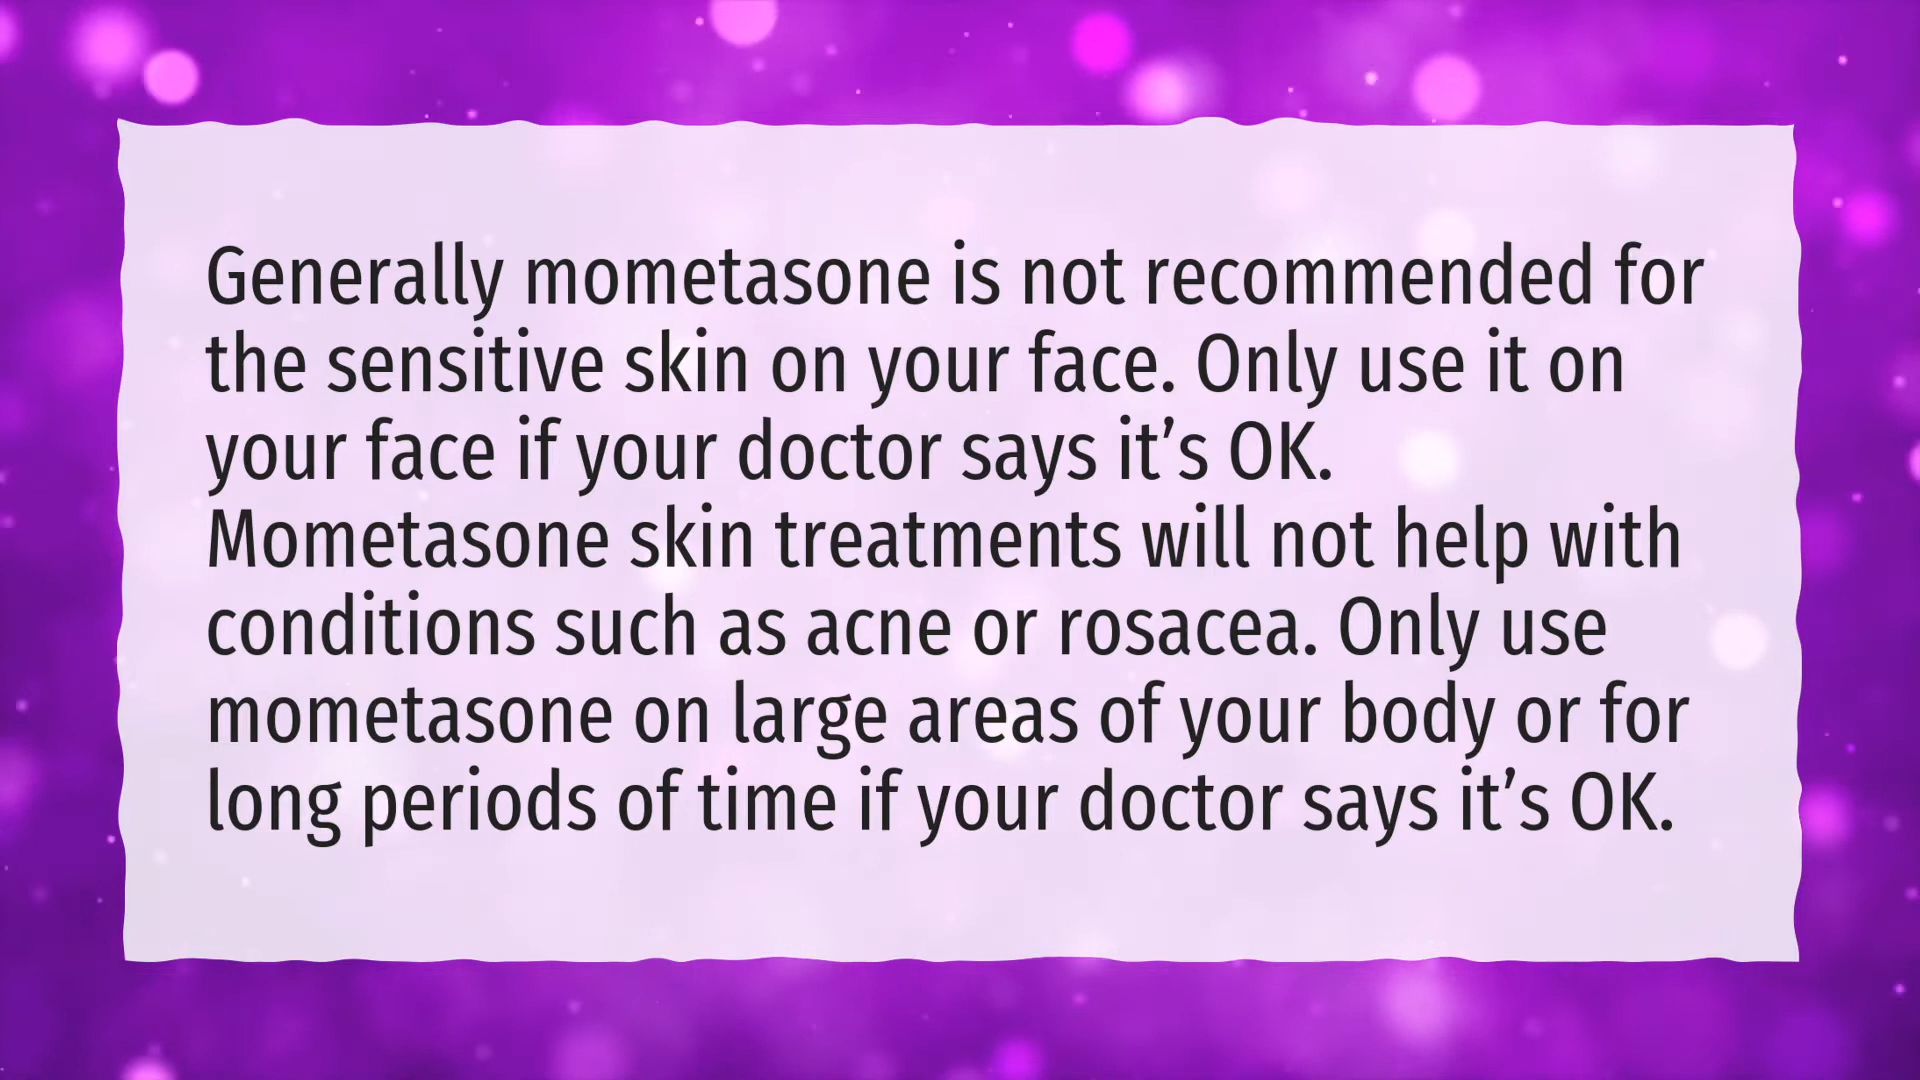 Generally mometasone is not recommended for
the sensitive skin on your face. Only use it on
your face if your doctor says it’s OK.
Mometasone skin treatments will not help with
conditions such as acne or rosacea. Only use
mometasone on large areas of your body or for
long periods of time if your doctor says it’s OK.